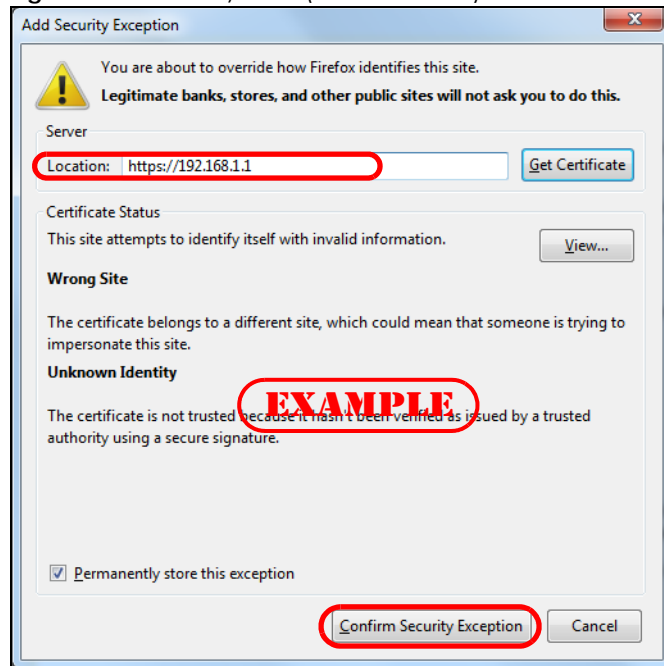 Add Security Exception
You are about to override how Firefox identifies this site.
Legitimate banks, stores, and other public sites will not ask you to do this.
Server
Location: https://192.168.1.1 Get Certificate
Certificate Status
This site attempts to identify itself with invalid information. View...
Wrong Site
The certificate belongs to a different site, which could mean that someone is trying to
impersonate this site.
Unknown Identity
EXAMPLE
The certificate is not trusted because it hasn't been verified as issued by a trusted
authority using a secure signature.
Permanently store this exception
Confirm Security Exception Cancel